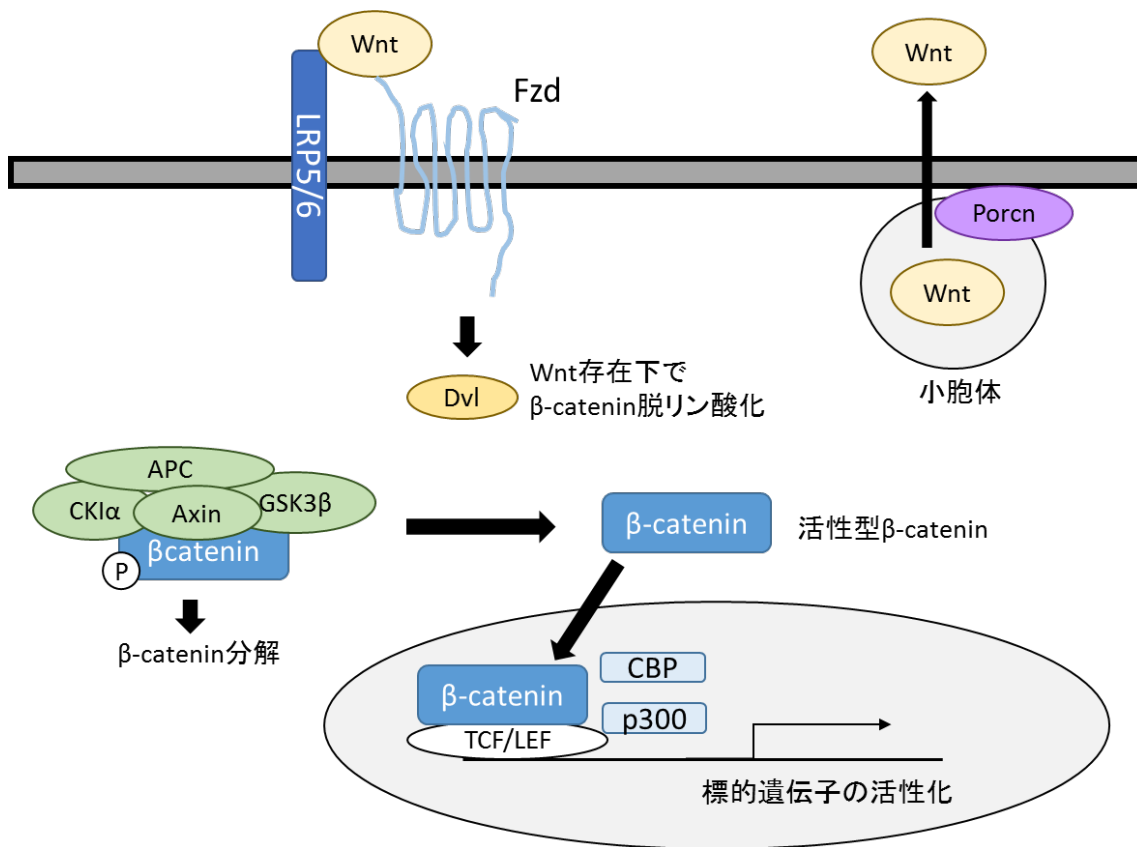 Wnt
Wnt
Fzd
LRP5/6
Porcn
Wnt
小胞体
Dvl
Wnt存在下で
β-catenin脱リン酸化
APC
CKIα
Axin
GSK3β
βcatenin
P
β-catenin
活性型β-catenin
β-catenin分解
CBP
β-catenin
p300
TCF/LEF
標的遺伝子の活性化